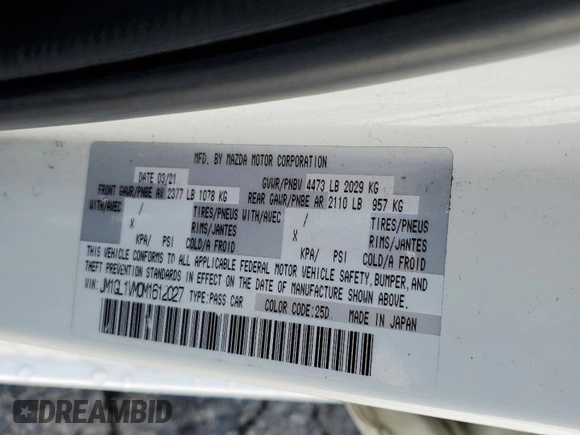 MFD. BY MAZDA MOTOR CORPORATION
DATE 03/21 GVWR/PNBV 4473 LB 2029 KG
FRONT GAWR/PNBE AV 2377 LB 1078 KG REAR GAWR/PNBE AR 2110 LB 957 KG
WITH/AVEC / TIRES/PNEUS WITH/AVEC / TIRES/PNEUS
X RIMS/JANTES X RIMS/JANTES
KPA/ PSI COLD/A FROID KPA/ PSI COLD/A FROID
THIS VEHICLE CONFORMS TO ALL APPLICABLE FEDERAL MOTOR VEHICLE SAFETY, BUMPER, AND
THEFT PREVENTION STANDARDS IN EFFECT ON THE DATE OF MANUFACTURE SHOWN ABOVE.
VIN: JM1GL1VM0M1612027 TYPE:PASS CAR COLOR CODE:25D MADE IN JAPAN
DREAMBID